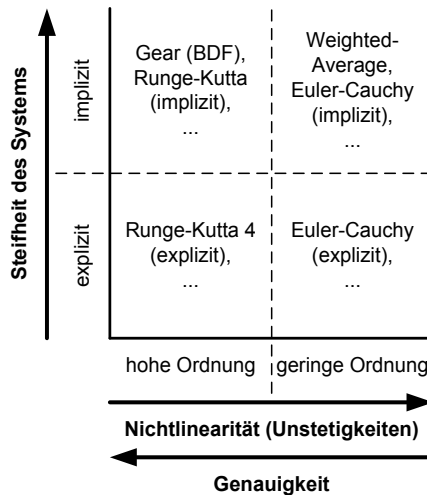 Steifheit des Systems
implizit
Gear (BDF),
Runge-Kutta
(implizit),
...
Weighted-
Average,
Euler-Cauchy
(implizit),
...
explizit
Runge-Kutta 4
(explizit),
...
Euler-Cauchy
(explizit),
...
hohe Ordnung
geringe Ordnung
Nichtlinearität (Unstetigkeiten)
Genauigkeit